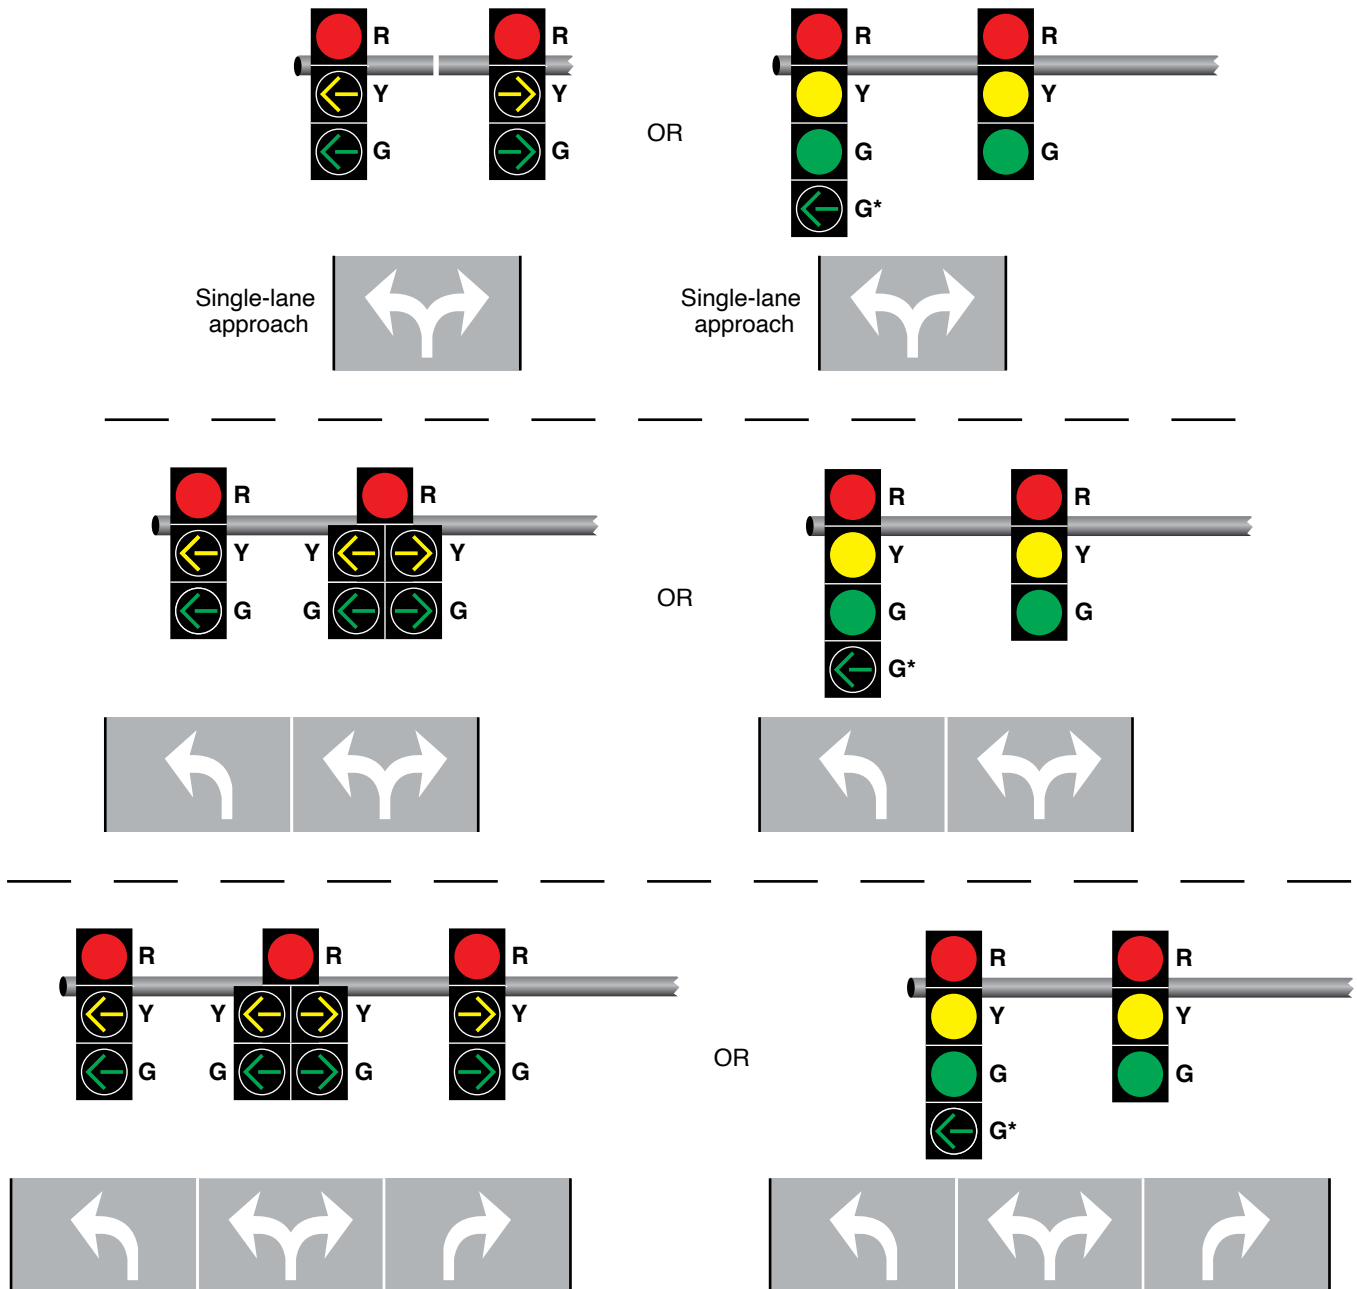 R R R R
Y Y Y Y
OR
G G G G
G*
Single-lane
approach
Single-lane
approach
R R R R
Y Y Y Y Y
OR
G G G G G
G*
R R R R R
Y Y Y Y Y Y
OR
G G G G G G
G*